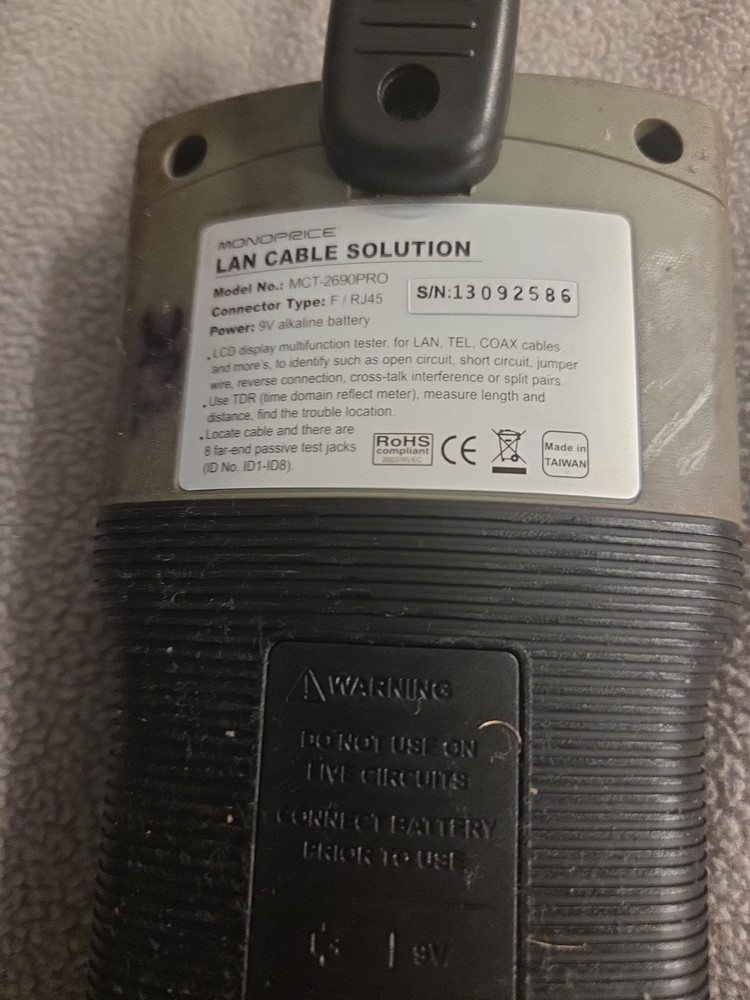 MONOPRICE
LAN CABLE SOLUTION
Model No.: MCT-2690PRO
Connector Type: F / RJ45
S/N:13092586
Power: 9V alkaline battery
.LCD display multifunction tester, for LAN, TEL, COAX cables
and more's, to identify such as open circuit, short circuit, jumper
wire, reverse connection, cross-talk interference or split pairs.
.Use TDR (time domain reflect meter), measure length and
distance, find the trouble location.
.Locate cable and there are
8 far-end passive test jacks
(ID No. ID1-ID8).
RoHS
compliant
2002/95/EC
CE
Made in
TAIWAN
WARNING
DO NOT USE ON
LIVE CIRCUITS
CONNECT BATTERY
PRIOR TO USE
9V